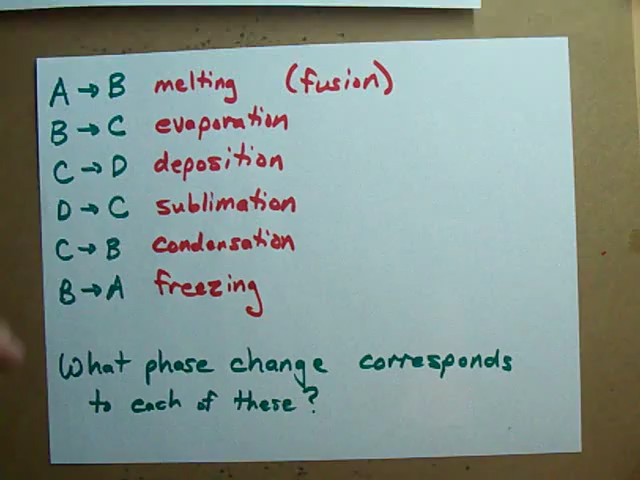 A → B melting (fusion)
B → C evaporation
C → D deposition
D → C sublimation
C → B condensation
B → A freezing
What phase change corresponds
to each of these?